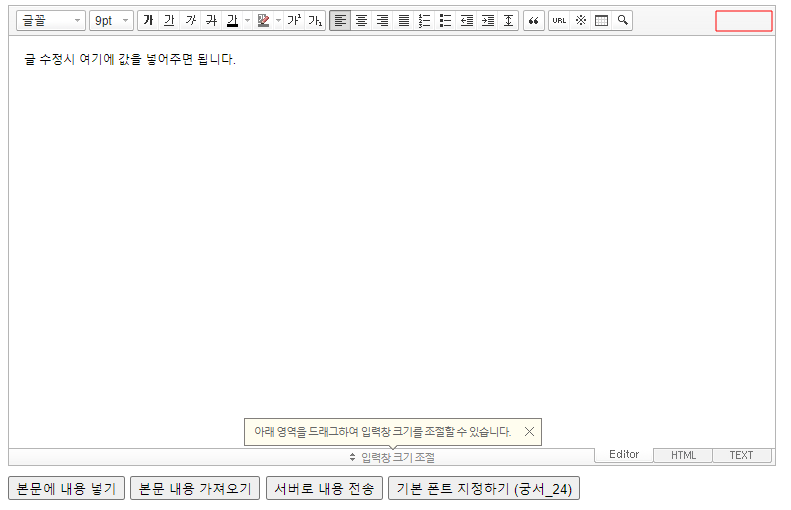 글꼴 9pt 가 가 가 가 가 가² 가₁ URL
글 수정시 여기에 값을 넣어주면 됩니다.
아래 영역을 드래그하여 입력창 크기를 조절할 수 있습니다.
입력창 크기 조절 Editor HTML TEXT
본문에 내용 넣기 본문 내용 가져오기 서버로 내용 전송 기본 폰트 지정하기 (궁서_24)